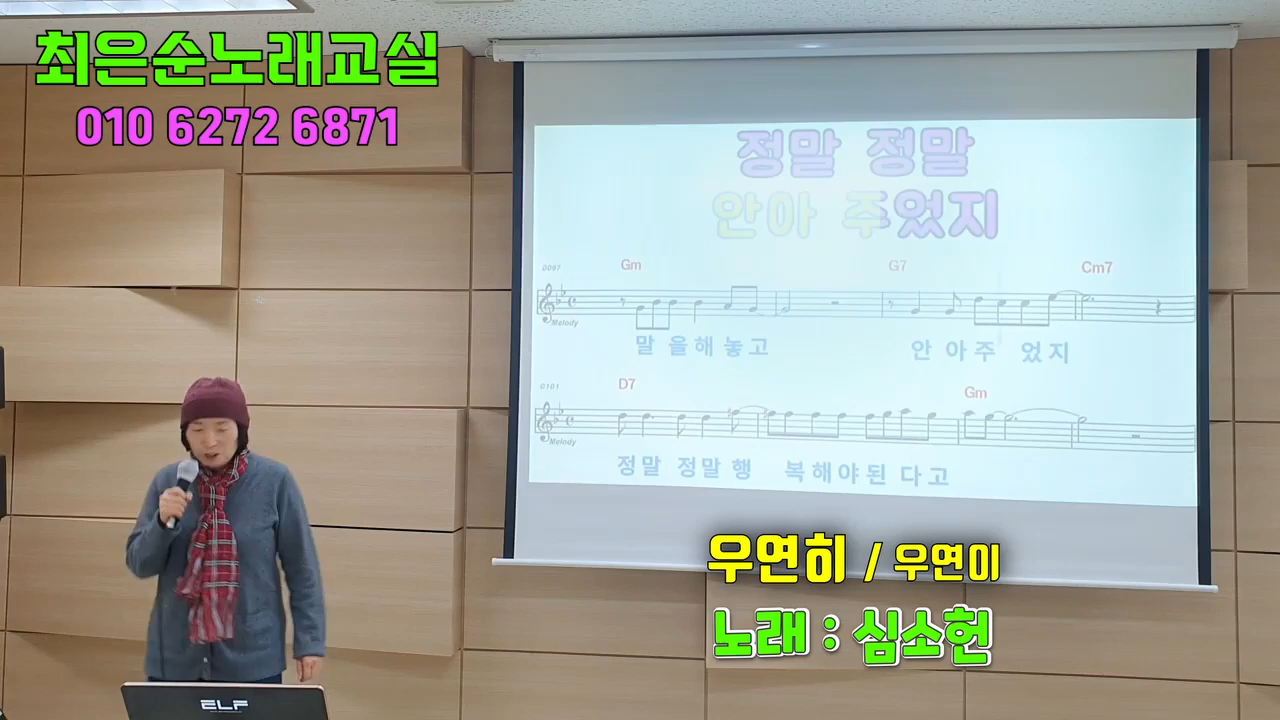 최은순노래교실
010 6272 6871
정말 정말
안아 주었지
0097
Gm G7 Cm7
Melody
말 을해 놓고 안 아주 었지
0101
D7 Gm
Melody
정말 정말 행 복해야된 다고
우연히 / 우연이
노래 : 심소헌
ELF